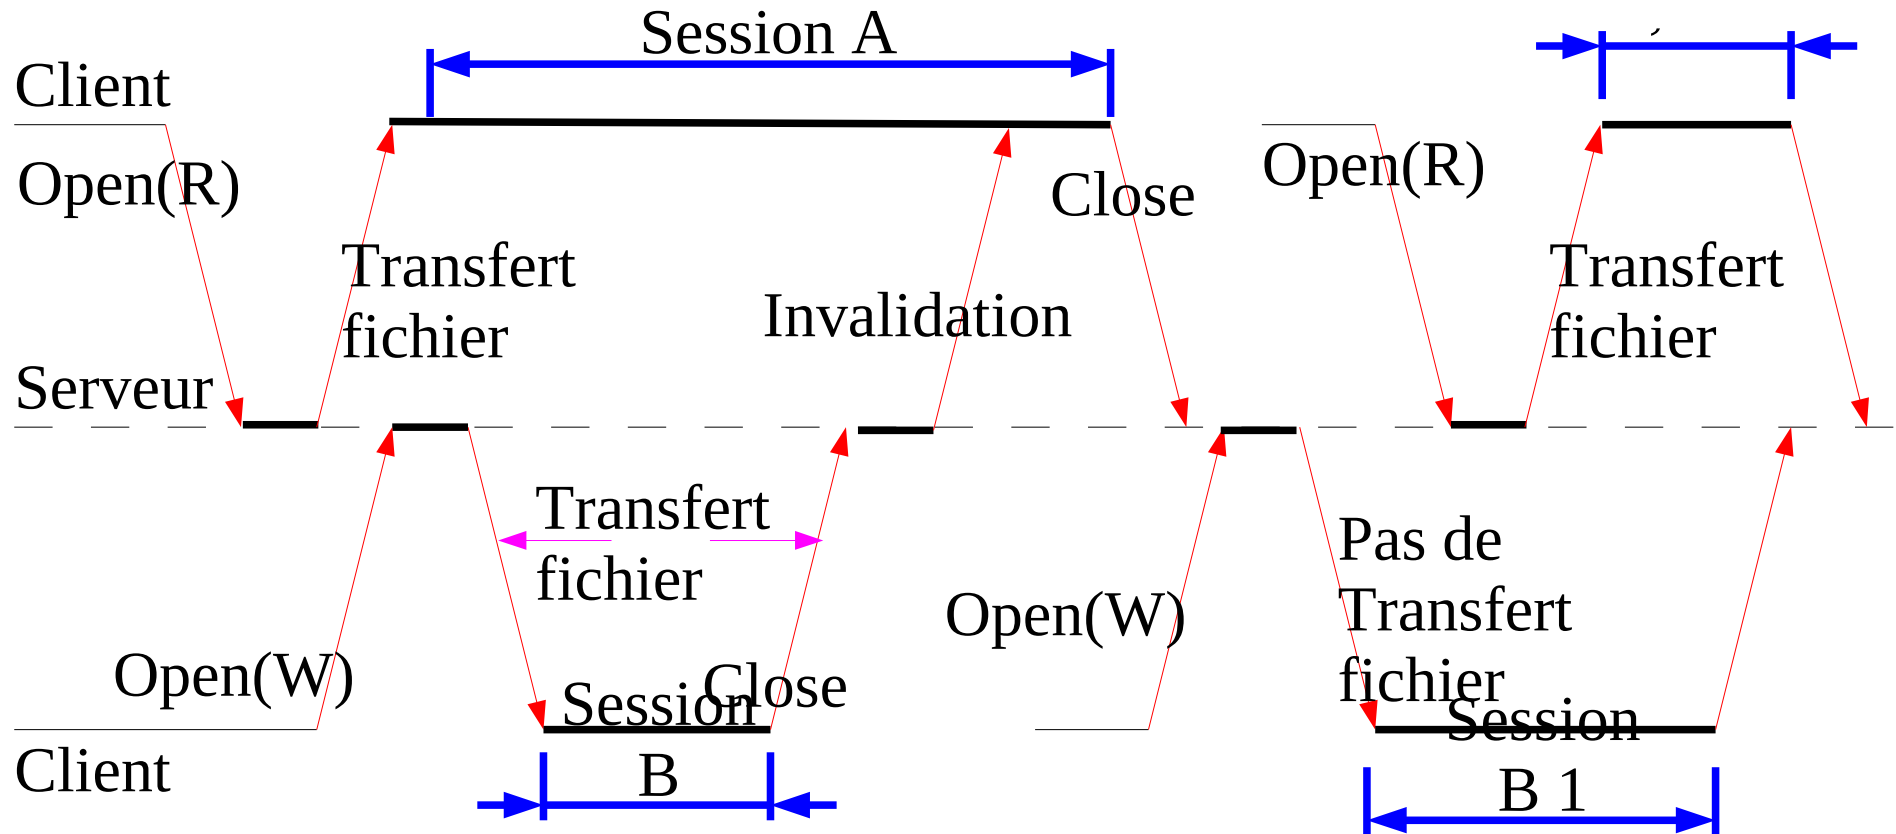 Session A
Client
Open(R)
Close
Open(R)
Transfert
fichier
Invalidation
Transfert
fichier
Serveur
Transfert
fichier
Pas de
Transfert
fichier
Open(W)
Open(W)
Close
Session
B
Session
B 1
Client